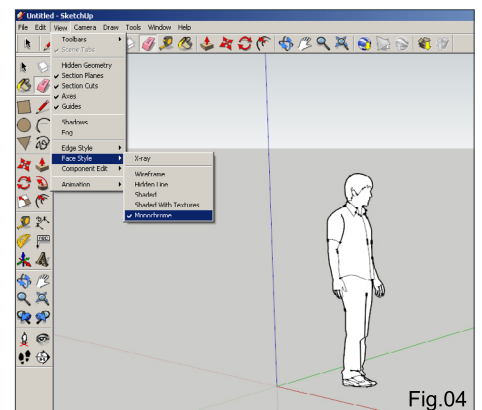 Untitled - SketchUp
File Edit View Camera Draw Tools Window Help
Toolbars
Scene Tabs
Hidden Geometry
Section Planes
Section Cuts
Axes
Guides
Shadows
Fog
Edge Style
Face Style
Component Edit
Animation
X-ray
Wireframe
Hidden Line
Shaded
Shaded With Textures
Monochrome
ABC
Fig.04